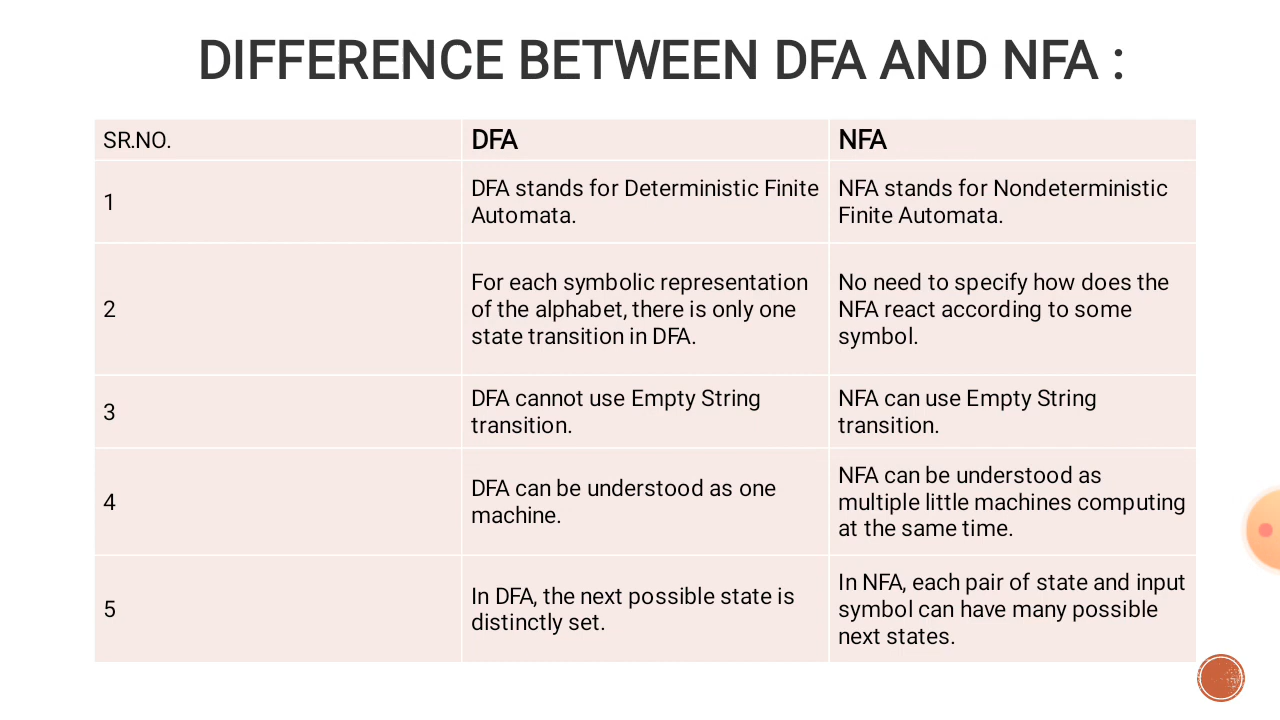 DIFFERENCE BETWEEN DFA AND NFA :
SR.NO.
DFA
NFA
1
DFA stands for Deterministic Finite
Automata.
NFA stands for Nondeterministic
Finite Automata.
2
For each symbolic representation
of the alphabet, there is only one
state transition in DFA.
No need to specify how does the
NFA react according to some
symbol.
3
DFA cannot use Empty String
transition.
NFA can use Empty String
transition.
4
DFA can be understood as one
machine.
NFA can be understood as
multiple little machines computing
at the same time.
5
In DFA, the next possible state is
distinctly set.
In NFA, each pair of state and input
symbol can have many possible
next states.